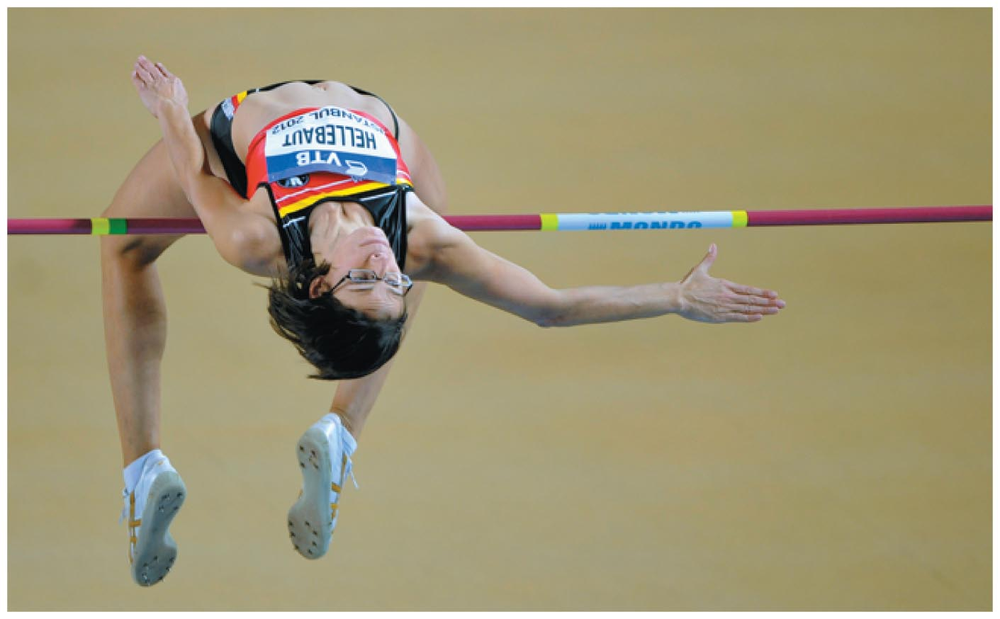 VTB
HELLEBAUT
ISTANBUL 2012
MONDO